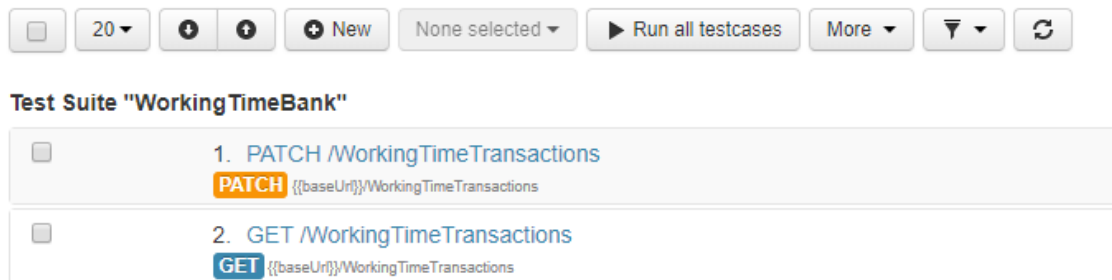 20 New None selected Run all testcases More
Test Suite "WorkingTimeBank"
1. PATCH /WorkingTimeTransactions
PATCH {{baseUrl}}/WorkingTimeTransactions
2. GET /WorkingTimeTransactions
GET {{baseUrl}}/WorkingTimeTransactions